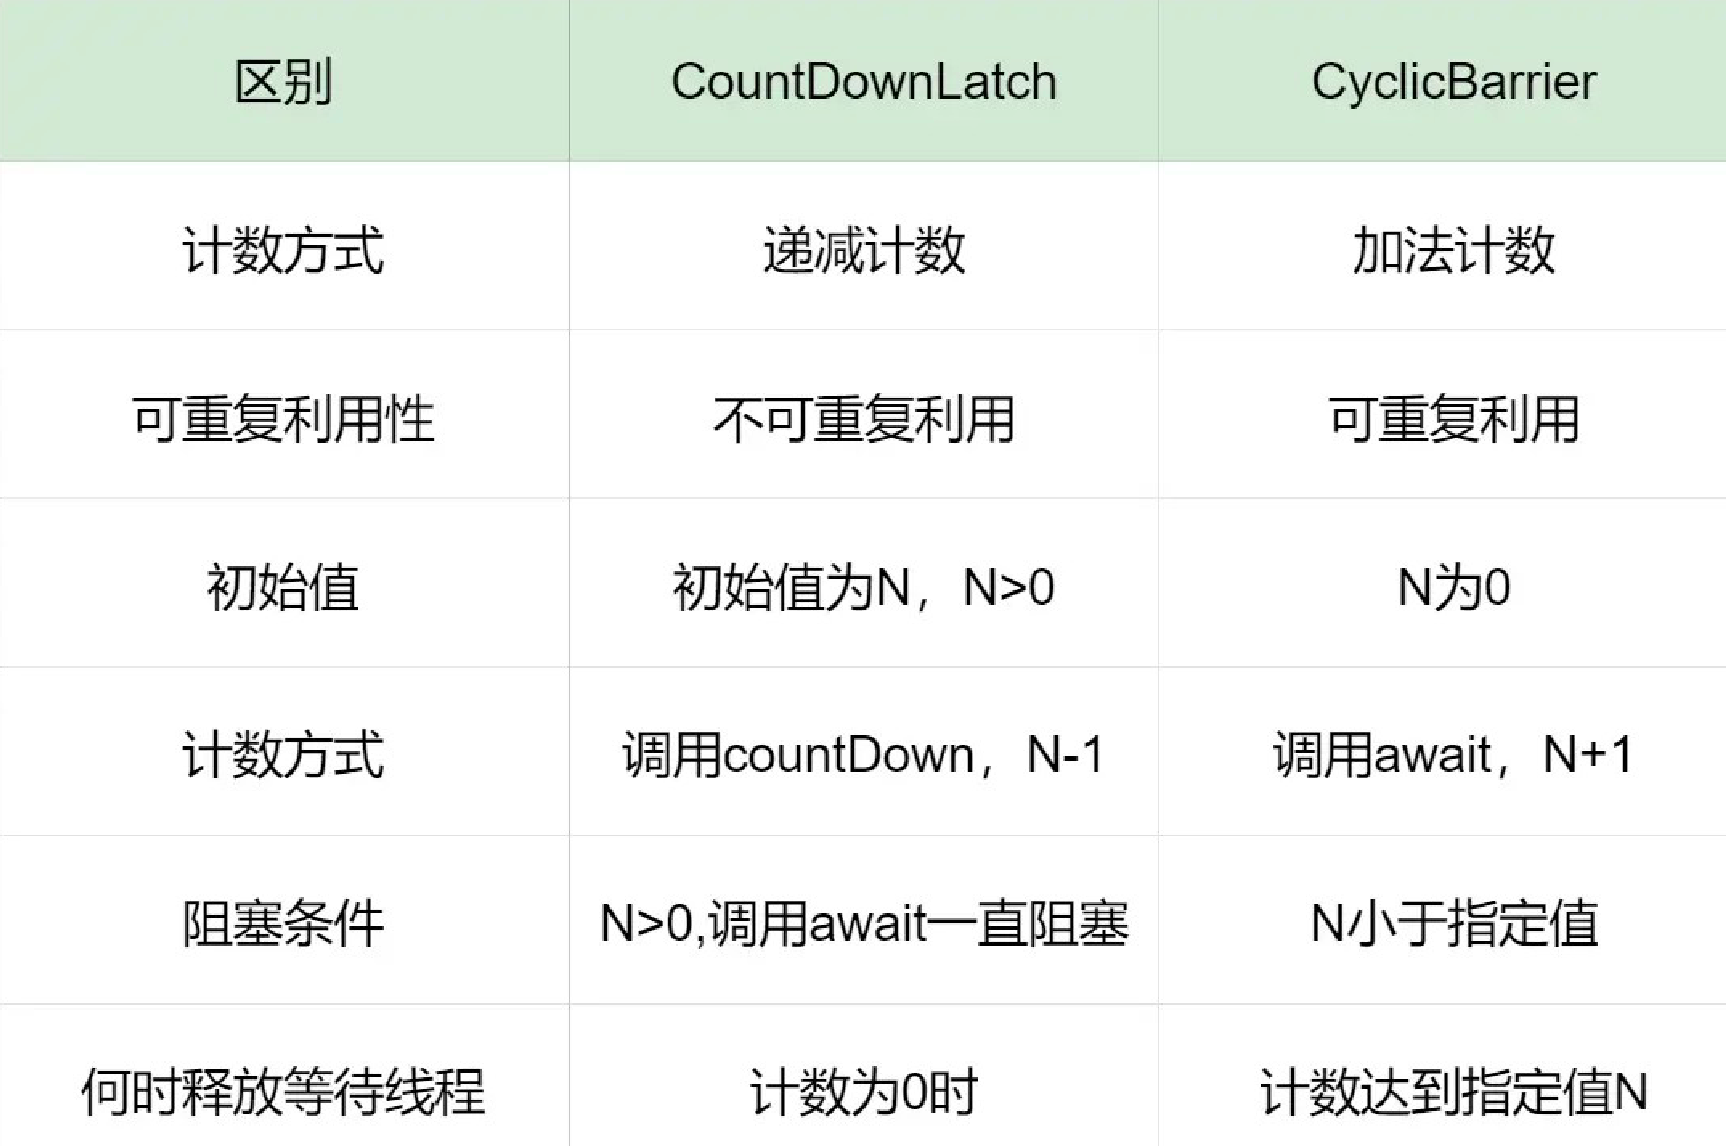 区别 CountDownLatch CyclicBarrier
计数方式 递减计数 加法计数
可重复利用性 不可重复利用 可重复利用
初始值 初始值为N，N>0 N为0
计数方式 调用countDown，N-1 调用await，N+1
阻塞条件 N>0,调用await一直阻塞 N小于指定值
何时释放等待线程 计数为0时 计数达到指定值N